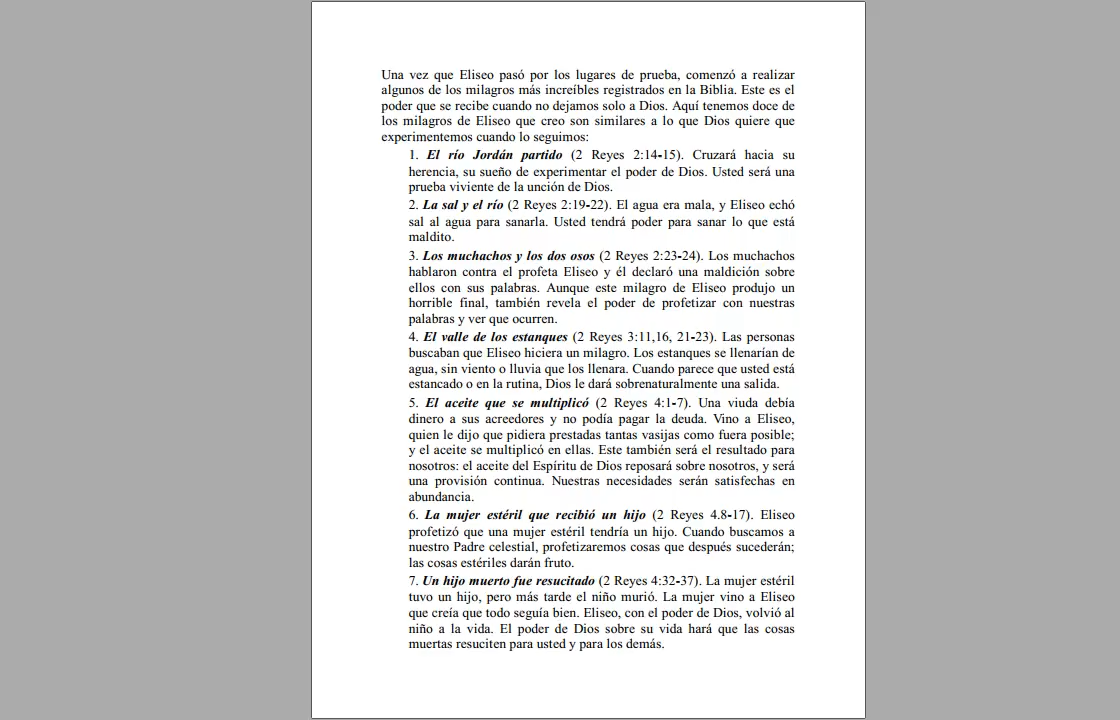 Una vez que Eliseo pasó por los lugares de prueba, comenzó a realizar
algunos de los milagros más increíbles registrados en la Biblia. Este es el
poder que se recibe cuando no dejamos solo a Dios. Aquí tenemos doce de
los milagros de Eliseo que creo son similares a lo que Dios quiere que
experimentemos cuando lo seguimos:
1. El río Jordán partido (2 Reyes 2:14-15). Cruzará hacia su
herencia, su sueño de experimentar el poder de Dios. Usted será una
prueba viviente de la unción de Dios.
2. La sal y el río (2 Reyes 2:19-22). El agua era mala, y Eliseo echó
sal al agua para sanarla. Usted tendrá poder para sanar lo que está
maldito.
3. Los muchachos y los dos osos (2 Reyes 2:23-24). Los muchachos
hablaron contra el profeta Eliseo y él declaró una maldición sobre
ellos con sus palabras. Aunque este milagro de Eliseo produjo un
horrible final, también revela el poder de profetizar con nuestras
palabras y ver que ocurren.
4. El valle de los estanques (2 Reyes 3:11,16, 21-23). Las personas
buscaban que Eliseo hiciera un milagro. Los estanques se llenarían de
agua, sin viento o lluvia que los llenara. Cuando parece que usted está
estancado o en la rutina, Dios le dará sobrenaturalmente una salida.
5. El aceite que se multiplicó (2 Reyes 4:1-7). Una viuda debía
dinero a sus acreedores y no podía pagar la deuda. Vino a Eliseo,
quien le dijo que pidiera prestadas tantas vasijas como fuera posible;
y el aceite se multiplicó en ellas. Este también será el resultado para
nosotros: el aceite del Espíritu de Dios reposará sobre nosotros, y será
una provisión continua. Nuestras necesidades serán satisfechas en
abundancia.
6. La mujer estéril que recibió un hijo (2 Reyes 4.8-17). Eliseo
profetizó que una mujer estéril tendría un hijo. Cuando buscamos a
nuestro Padre celestial, profetizaremos cosas que después sucederán;
las cosas estériles darán fruto.
7. Un hijo muerto fue resucitado (2 Reyes 4:32-37). La mujer estéril
tuvo un hijo, pero más tarde el niño murió. La mujer vino a Eliseo
que creía que todo seguía bien. Eliseo, con el poder de Dios, volvió al
niño a la vida. El poder de Dios sobre su vida hará que las cosas
muertas resuciten para usted y para los demás.